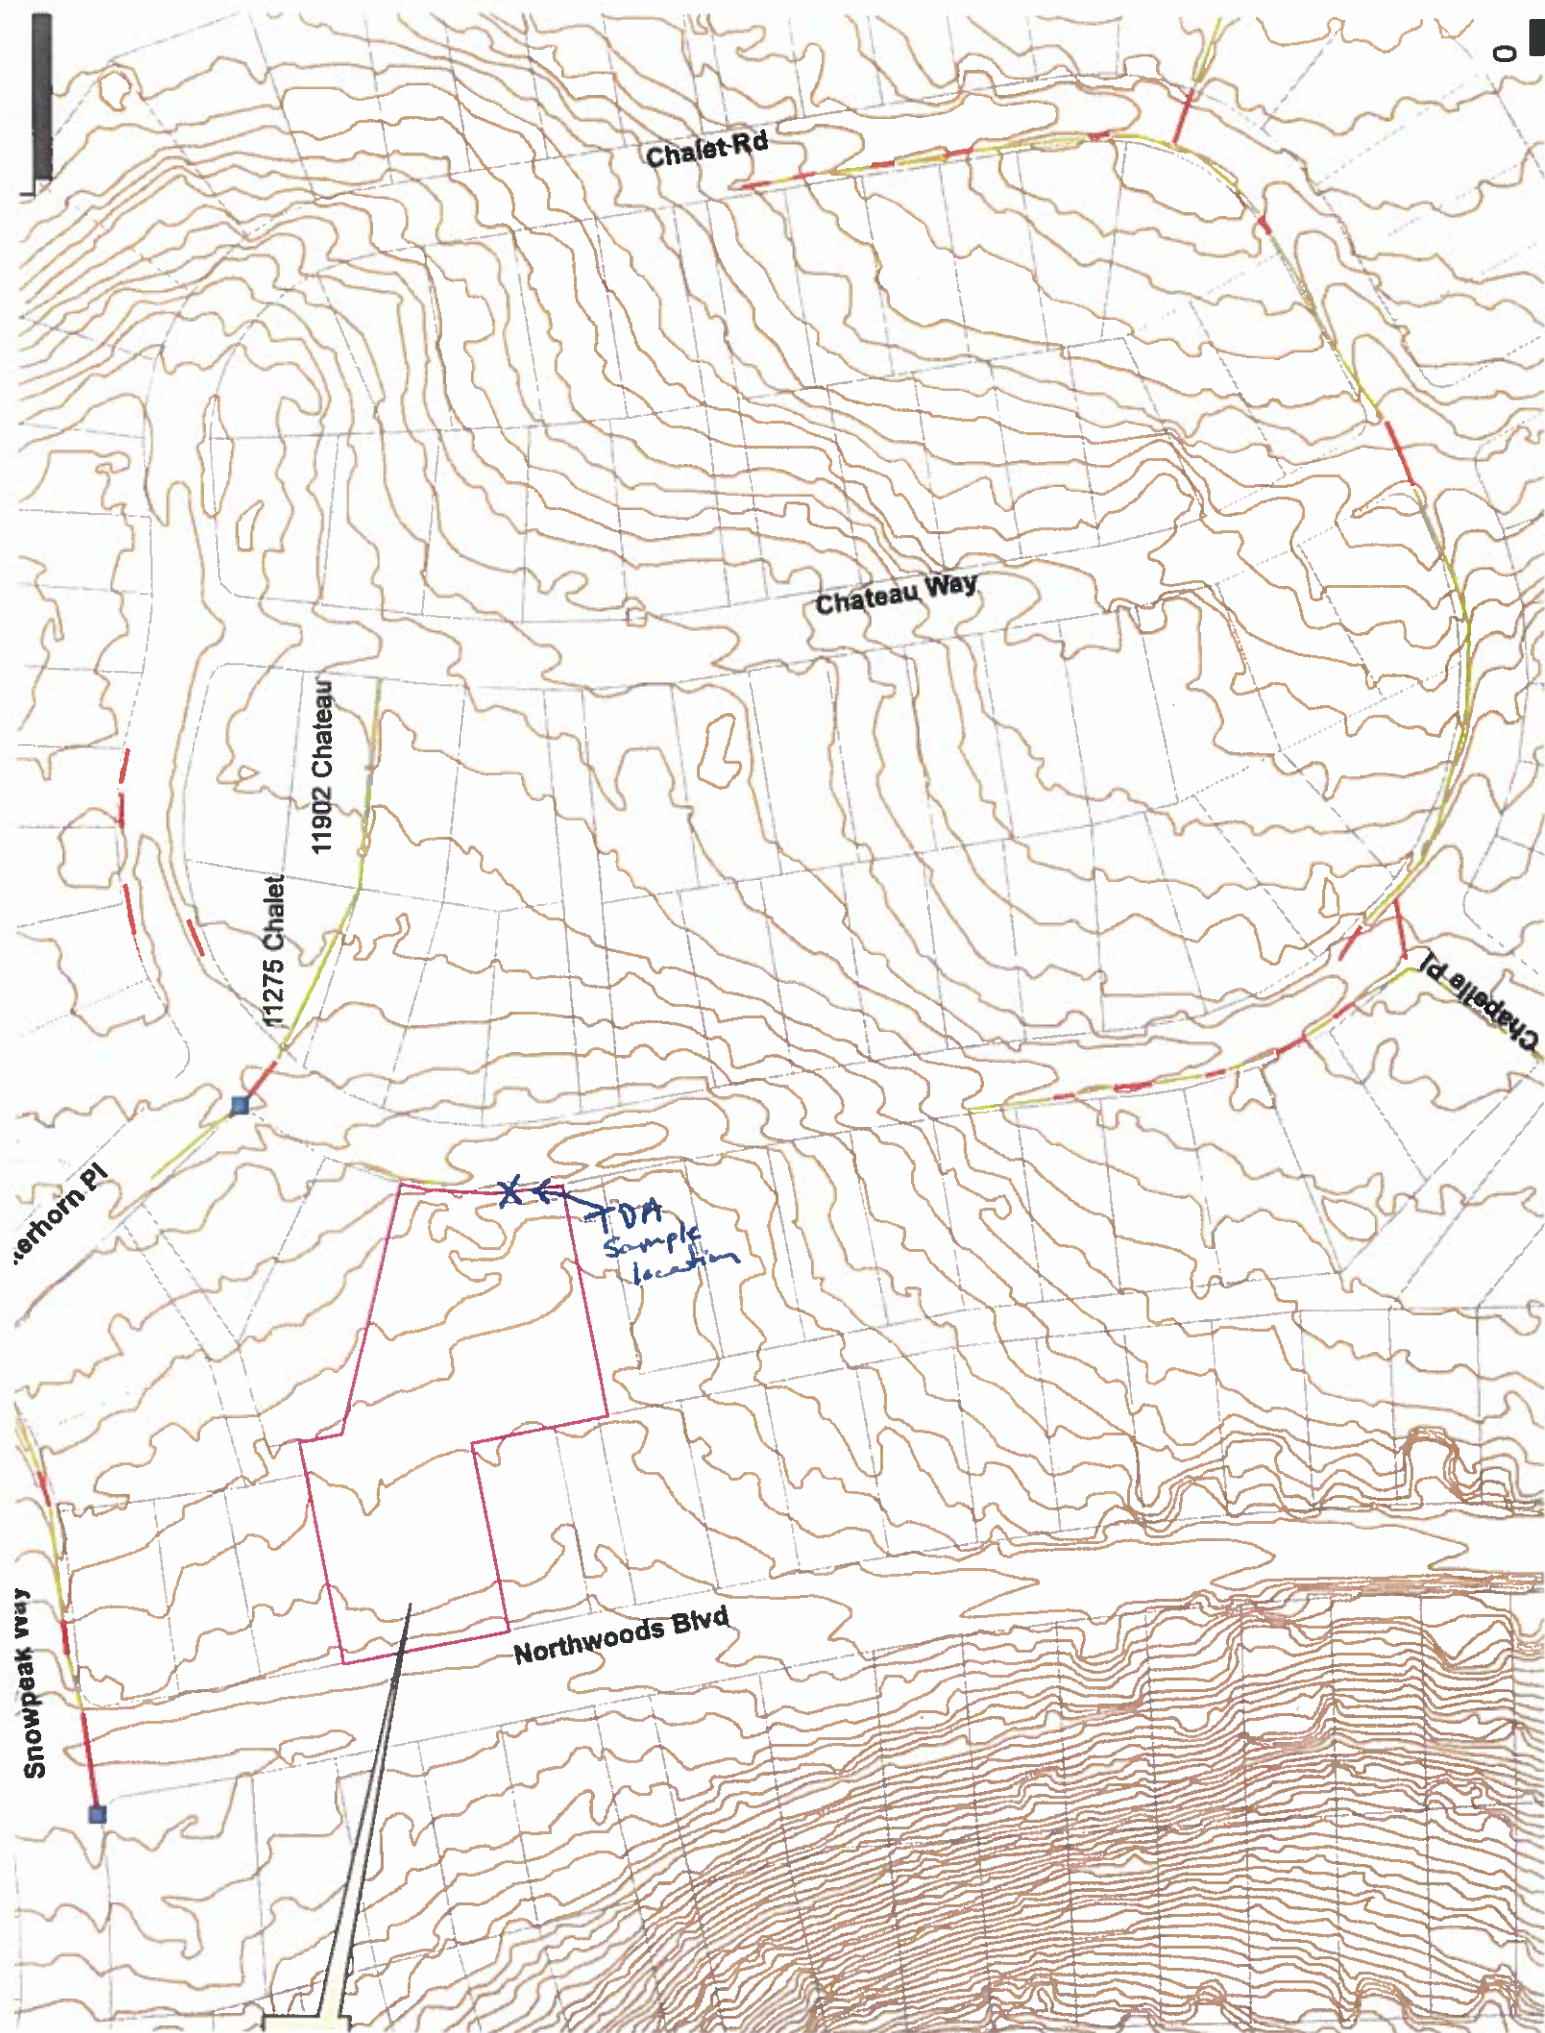 0
Chalet Rd
Chateau Way
11902 Chateau
11275 Chalet
Chapelle Pl
erhorn Pl
TDA
Sample
location
Snowpeak Way
Northwoods Blvd